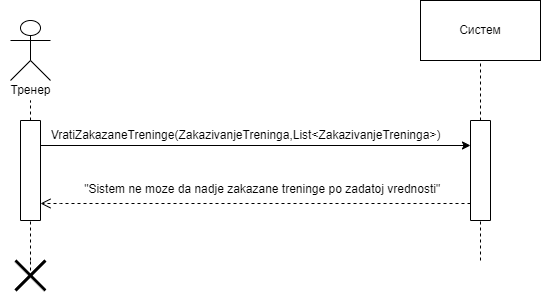 Систем
Тренер
VratiZakazaneTreninge(ZakazivanjeTreninga,List<ZakazivanjeTreninga>)
"Sistem ne moze da nadje zakazane treninge po zadatoj vrednosti"